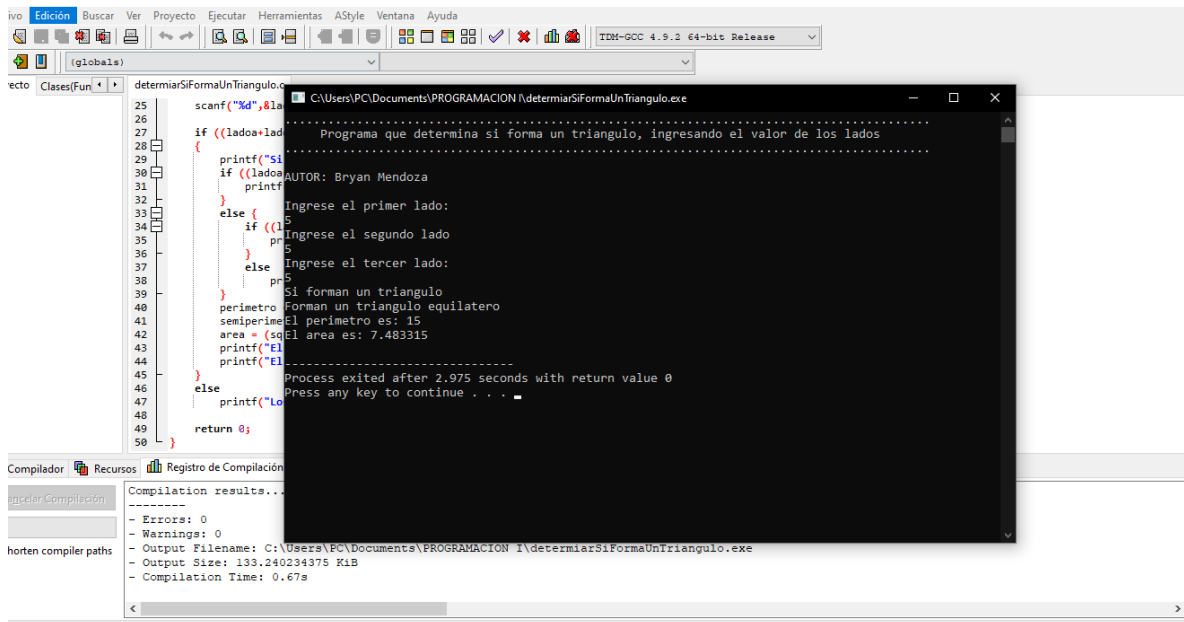 ivo Edición Buscar Ver Proyecto Ejecutar Herramientas AStyle Ventana Ayuda
TDM-GCC 4.9.2 64-bit Release
(globals)
recto Clases(Fun determiarSiFormaUnTriangulo.c
25 scanf("%d",&la
26
27 if ((ladoa+lad
28 {
29 printf("Si
30 if ((ladoa
31 printf
32 }
33 else {
34 if ((l
35 pr
36 }
37 else
38 pr
39 }
40 perimetro
41 semiperime
42 area = (sq
43 printf("El
44 printf("El
45 }
46 else
47 printf("Lo
48
49 return 0;
50 }
C:\Users\PC\Documents\PROGRAMACION I\determiarSiFormaUnTriangulo.exe
Programa que determina si forma un triangulo, ingresando el valor de los lados
AUTOR: Bryan Mendoza
Ingrese el primer lado:
5
Ingrese el segundo lado
5
Ingrese el tercer lado:
5
Si forman un triangulo
Forman un triangulo equilatero
El perimetro es: 15
El area es: 7.483315
--------------------------------
Process exited after 2.975 seconds with return value 0
Press any key to continue . . .
Compilador Recursos Registro de Compilación
ancelar Compilación
horten compiler paths
Compilation results...
--------
- Errors: 0
- Warnings: 0
- Output Filename: C:\Users\PC\Documents\PROGRAMACION I\determiarSiFormaUnTriangulo.exe
- Output Size: 133.240234375 KiB
- Compilation Time: 0.67s